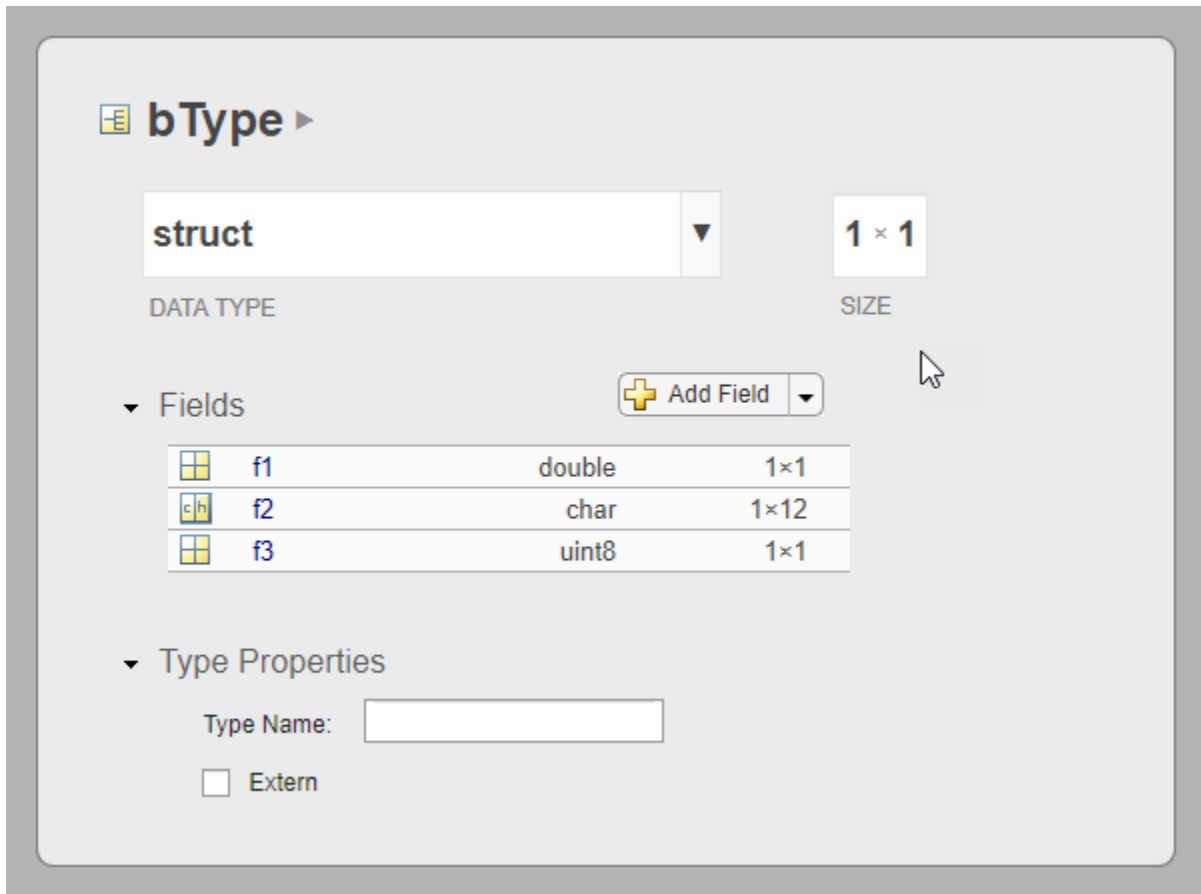 bType
struct ▼ 1 × 1
DATA TYPE SIZE
Fields Add Field
f1 double 1×1
ch f2 char 1×12
f3 uint8 1×1
Type Properties
Type Name:
Extern